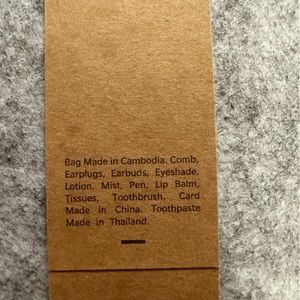 Bag Made in Cambodia. Comb,
Earplugs, Earbuds, Eyeshade,
Lotion, Mist, Pen, Lip Balm,
Tissues, Toothbrush, Card
Made in China. Toothpaste
Made in Thailand.